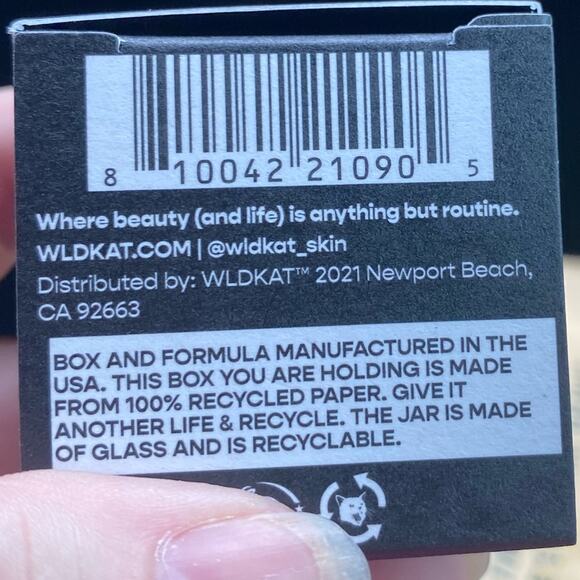 8 10042 21090 5
Where beauty (and life) is anything but routine.
WLDKAT.COM | @wldkat_skin
Distributed by: WLDKAT™ 2021 Newport Beach,
CA 92663
BOX AND FORMULA MANUFACTURED IN THE
USA. THIS BOX YOU ARE HOLDING IS MADE
FROM 100% RECYCLED PAPER. GIVE IT
ANOTHER LIFE & RECYCLE. THE JAR IS MADE
OF GLASS AND IS RECYCLABLE.